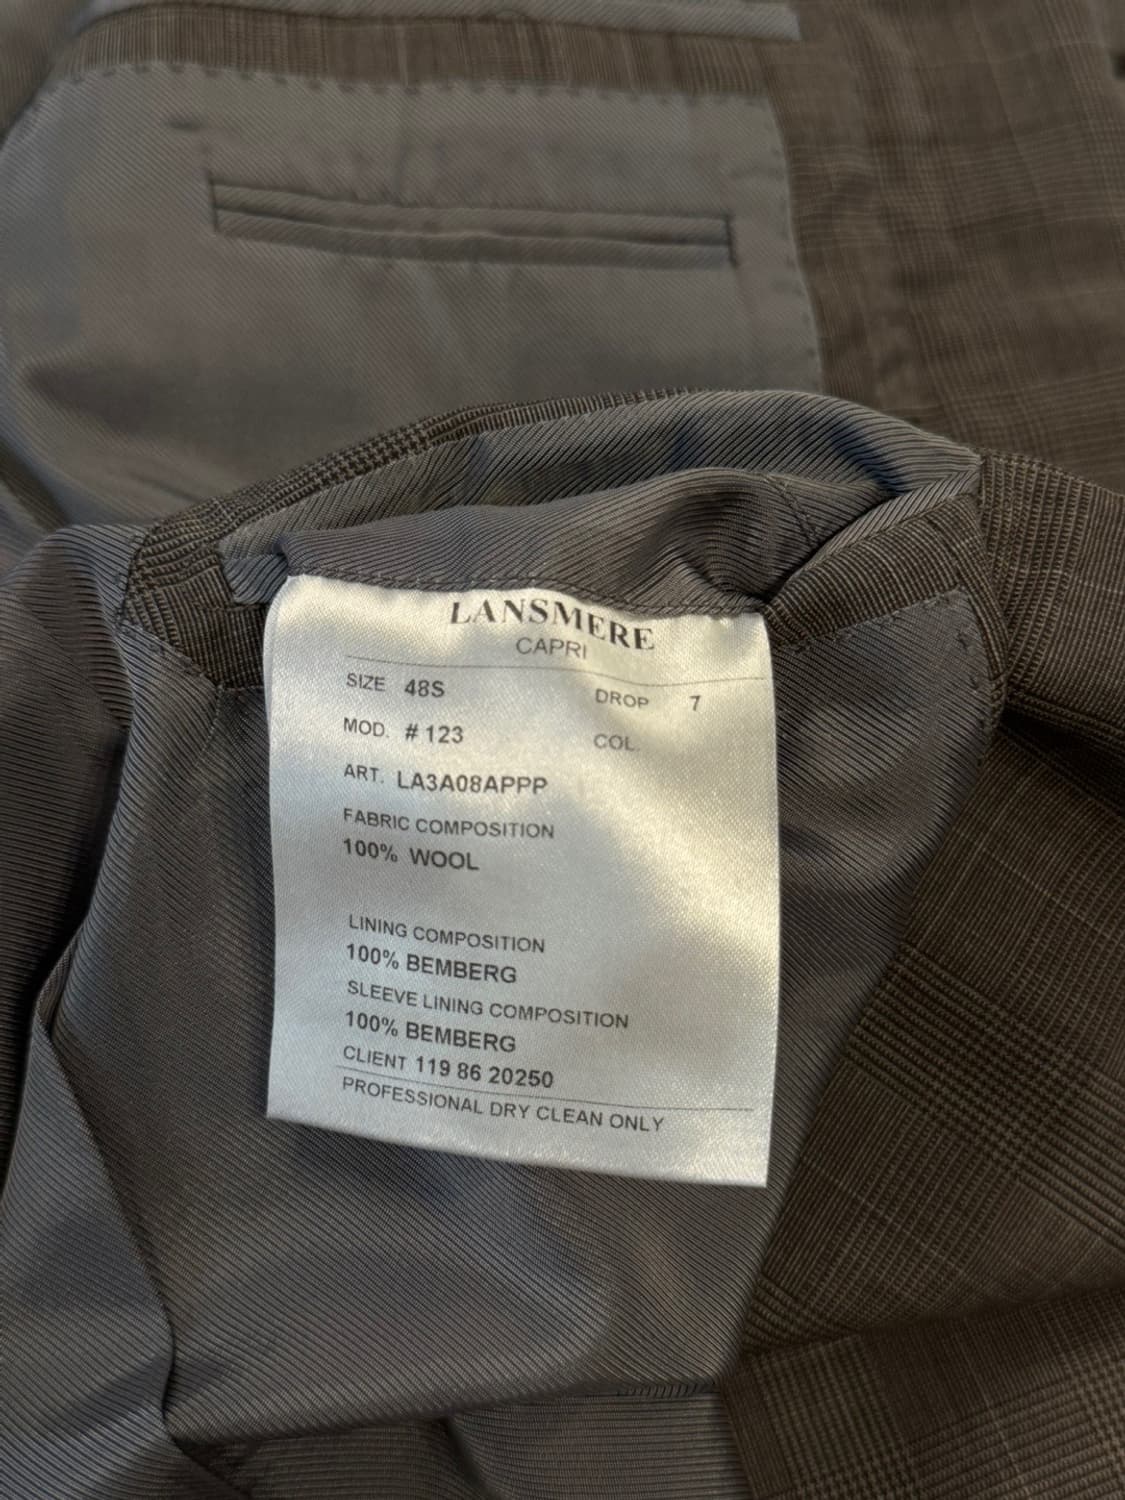 LANSMERE
CAPRI
SIZE 48S DROP 7
MOD. # 123 COL.
ART. LA3A08APPP
FABRIC COMPOSITION
100% WOOL
LINING COMPOSITION
100% BEMBERG
SLEEVE LINING COMPOSITION
100% BEMBERG
CLIENT 119 86 20250
PROFESSIONAL DRY CLEAN ONLY